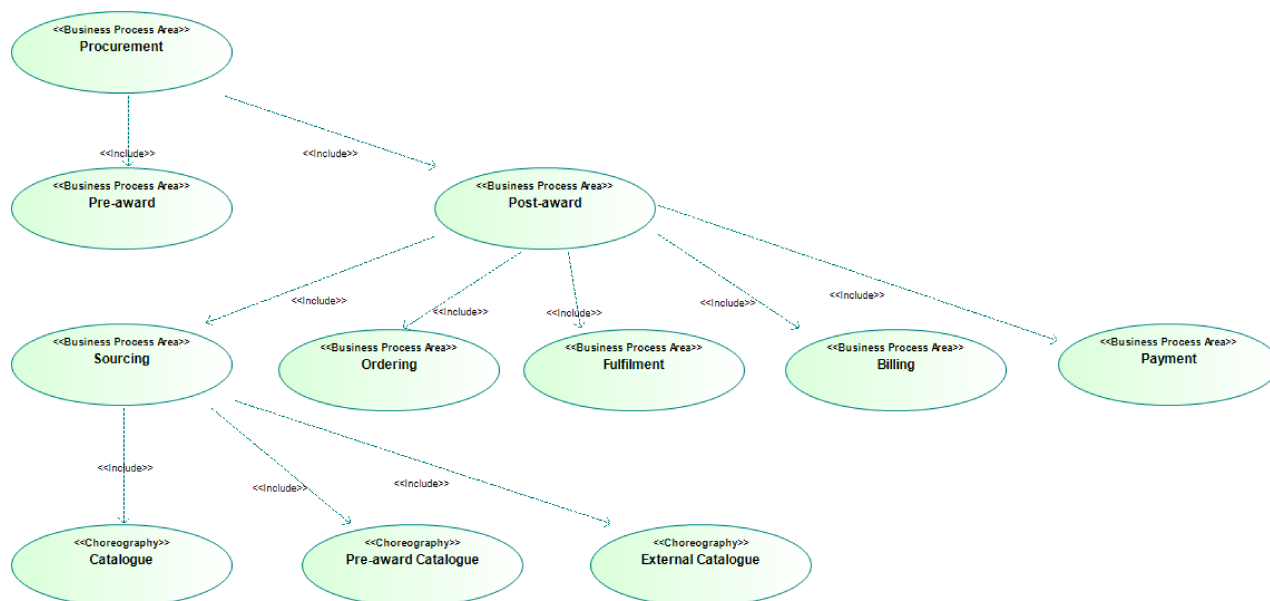 <<Business Process Area>>
Procurement
<<Include>>
<<Include>>
<<Business Process Area>>
Pre-award
<<Business Process Area>>
Post-award
<<Include>>
<<Include>>
<<Include>>
<<Include>>
<<Include>>
<<Business Process Area>>
Sourcing
<<Business Process Area>>
Ordering
<<Business Process Area>>
Fulfilment
<<Business Process Area>>
Billing
<<Business Process Area>>
Payment
<<Include>>
<<Include>>
<<Include>>
<<Choreography>>
Catalogue
<<Choreography>>
Pre-award Catalogue
<<Choreography>>
External Catalogue